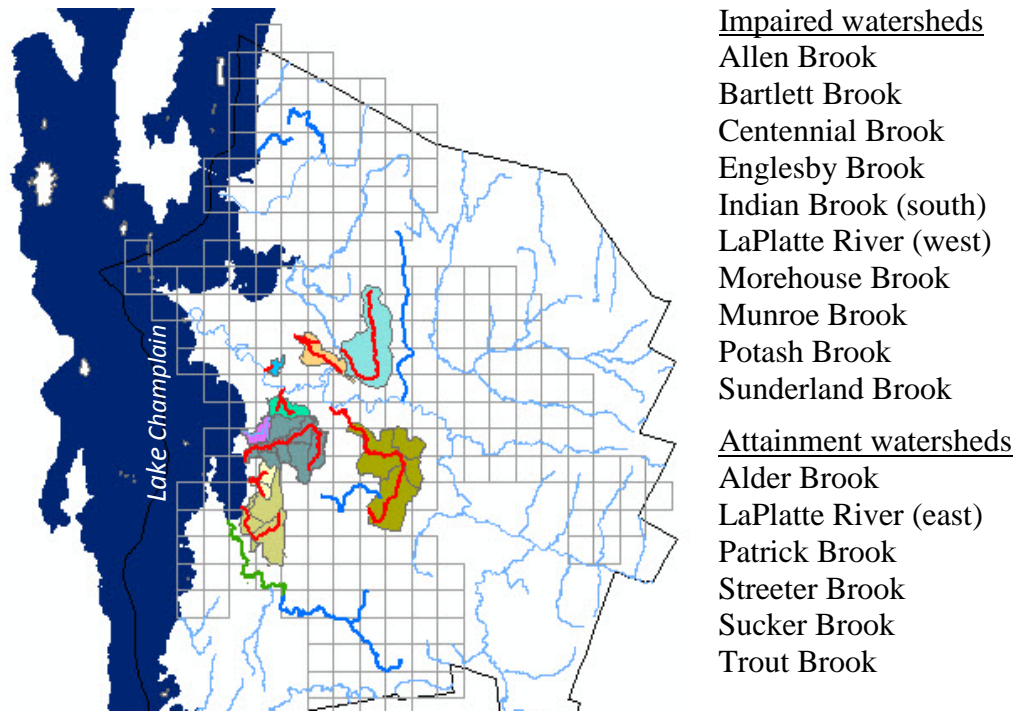 Lake Champlain
Impaired watersheds
Allen Brook
Bartlett Brook
Centennial Brook
Englesby Brook
Indian Brook (south)
LaPlatte River (west)
Morehouse Brook
Munroe Brook
Potash Brook
Sunderland Brook
Attainment watersheds
Alder Brook
LaPlatte River (east)
Patrick Brook
Streeter Brook
Sucker Brook
Trout Brook